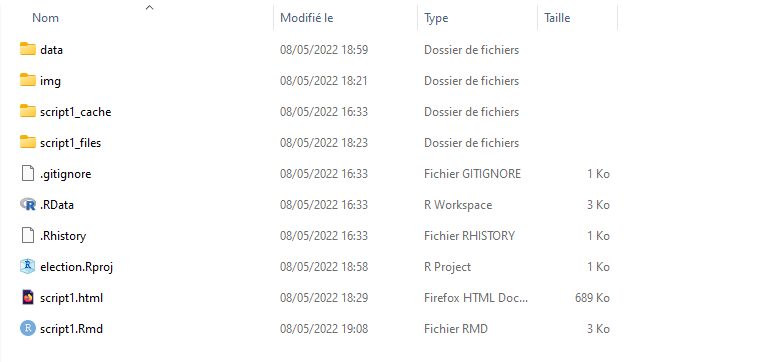 Nom Modifié le Type Taille
data 08/05/2022 18:59 Dossier de fichiers
img 08/05/2022 18:21 Dossier de fichiers
script1_cache 08/05/2022 16:33 Dossier de fichiers
script1_files 08/05/2022 18:23 Dossier de fichiers
.gitignore 08/05/2022 16:33 Fichier GITIGNORE 1 Ko
.RData 08/05/2022 16:33 R Workspace 3 Ko
.Rhistory 08/05/2022 16:33 Fichier RHISTORY 1 Ko
election.Rproj 08/05/2022 18:58 R Project 1 Ko
script1.html 08/05/2022 18:29 Firefox HTML Doc... 689 Ko
script1.Rmd 08/05/2022 19:08 Fichier RMD 3 Ko